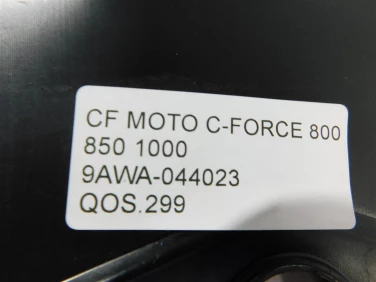 CF MOTO C-FORCE 800
850 1000
9AWA-044023
QOS.299